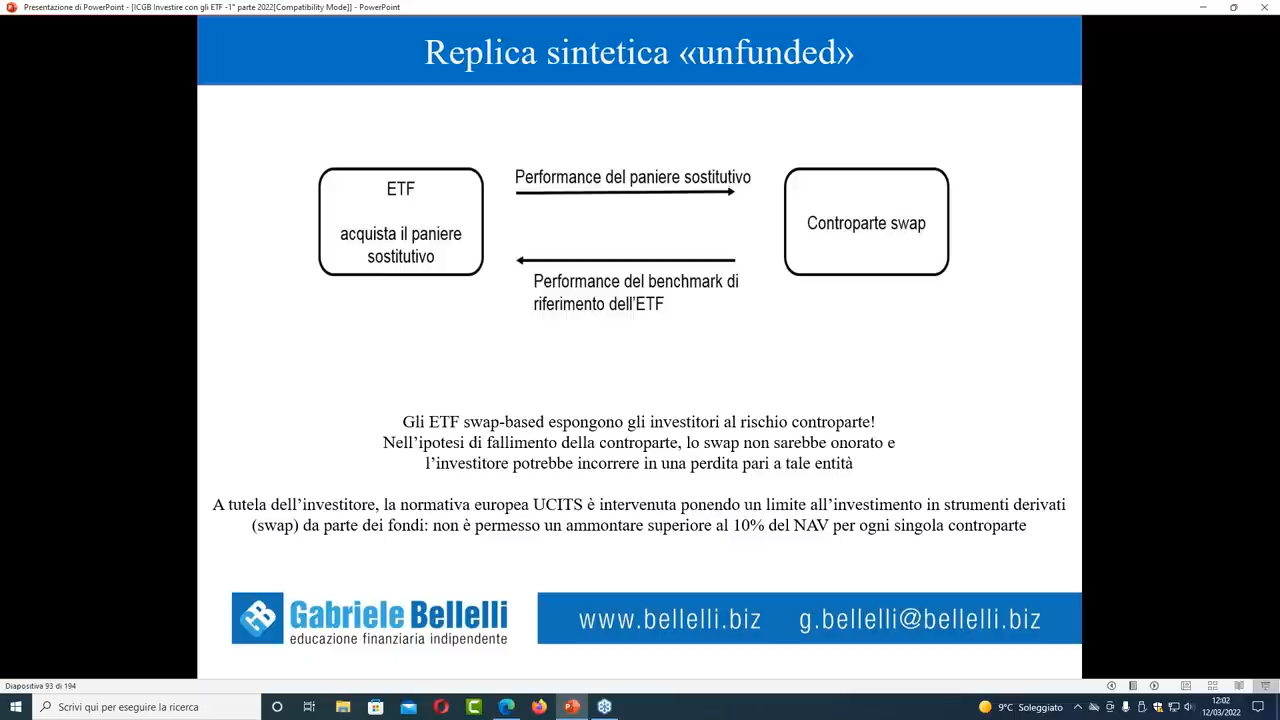 Presentazione di PowerPoint - [ICGB Investire con gli ETF -1° parte 2022[Compatibility Mode]] - PowerPoint
Replica sintetica «unfunded»
ETF
acquista il paniere
sostitutivo
Performance del paniere sostitutivo
Performance del benchmark di
riferimento dell'ETF
Controparte swap
Gli ETF swap-based espongono gli investitori al rischio controparte!
Nell'ipotesi di fallimento della controparte, lo swap non sarebbe onorato e
l'investitore potrebbe incorrere in una perdita pari a tale entità
A tutela dell'investitore, la normativa europea UCITS è intervenuta ponendo un limite all'investimento in strumenti derivati
(swap) da parte dei fondi: non è permesso un ammontare superiore al 10% del NAV per ogni singola controparte
Gabriele Bellelli
educazione finanziaria indipendente
www.bellelli.biz g.bellelli@bellelli.biz
Diapositiva 93 di 194
Scrivi qui per eseguire la ricerca
9°C Soleggiato
12:02
12/03/2022